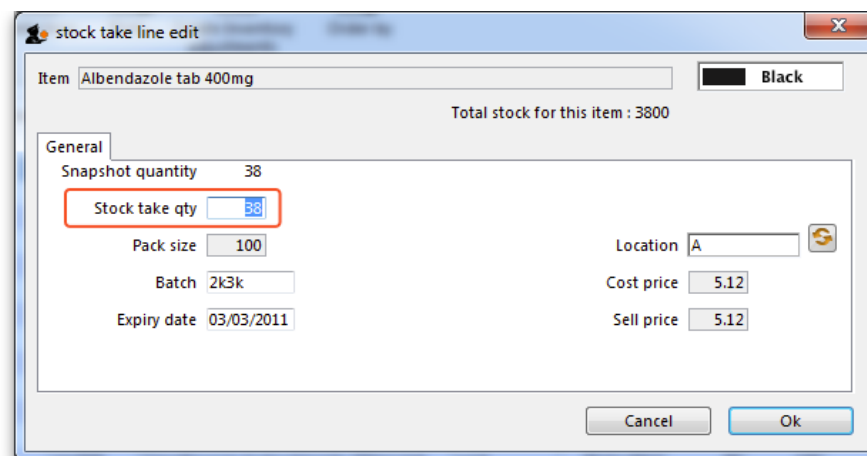 stock take line edit
Item Albendazole tab 400mg Black
Total stock for this item : 3800
General
Snapshot quantity 38
Stock take qty 38
Pack size 100 Location A
Batch 2k3k Cost price 5.12
Expiry date 03/03/2011 Sell price 5.12
Cancel Ok